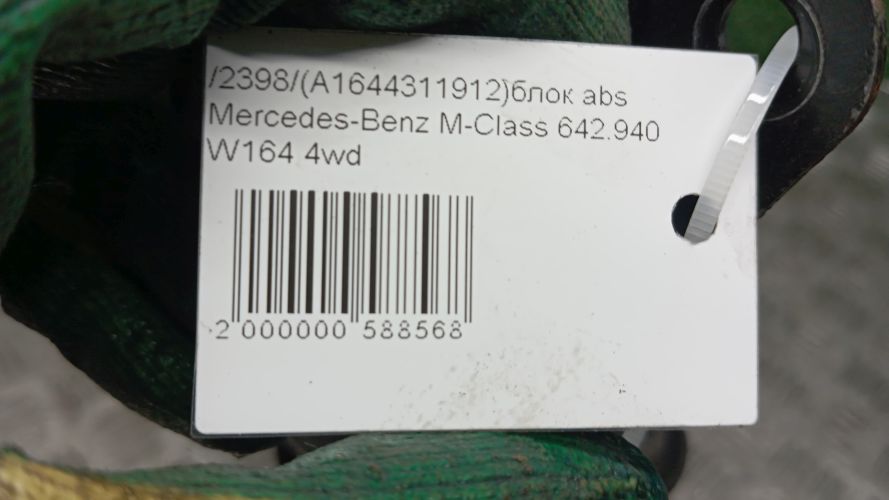 /2398/(A1644311912)блок abs
Mercedes-Benz M-Class 642.940
W164 4wd
2 000000 588568